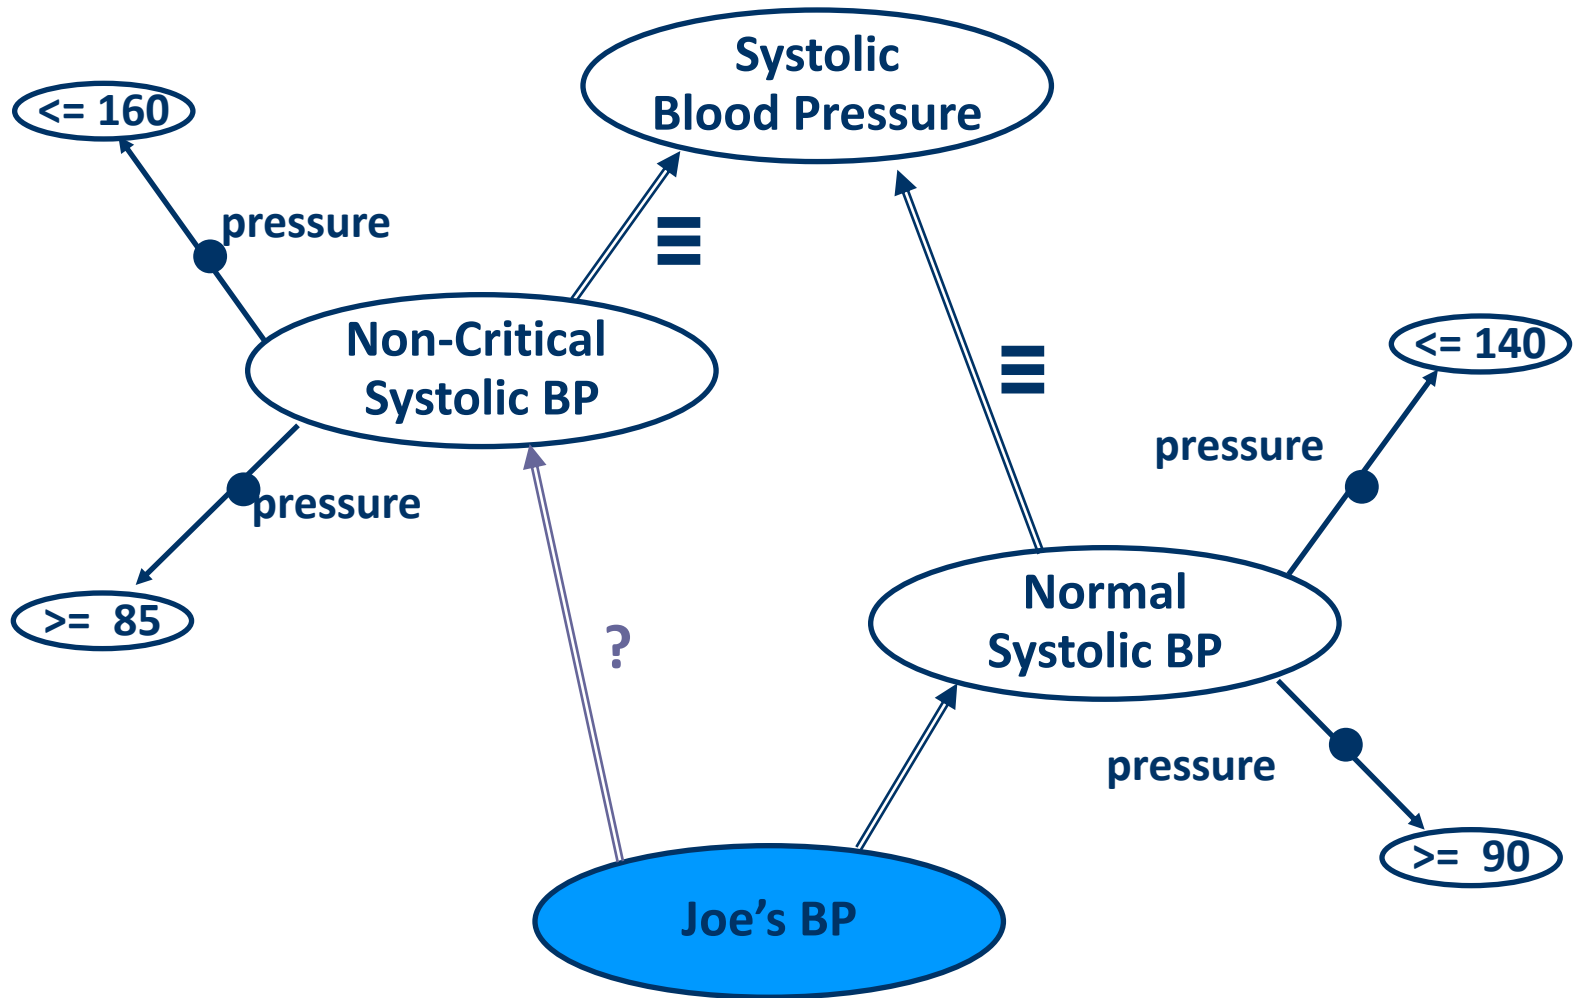 Systolic
Blood Pressure
<= 160
pressure
≡
Non-Critical
Systolic BP
<= 140
≡
pressure
pressure
>= 85
?
Normal
Systolic BP
pressure
>= 90
Joe’s BP